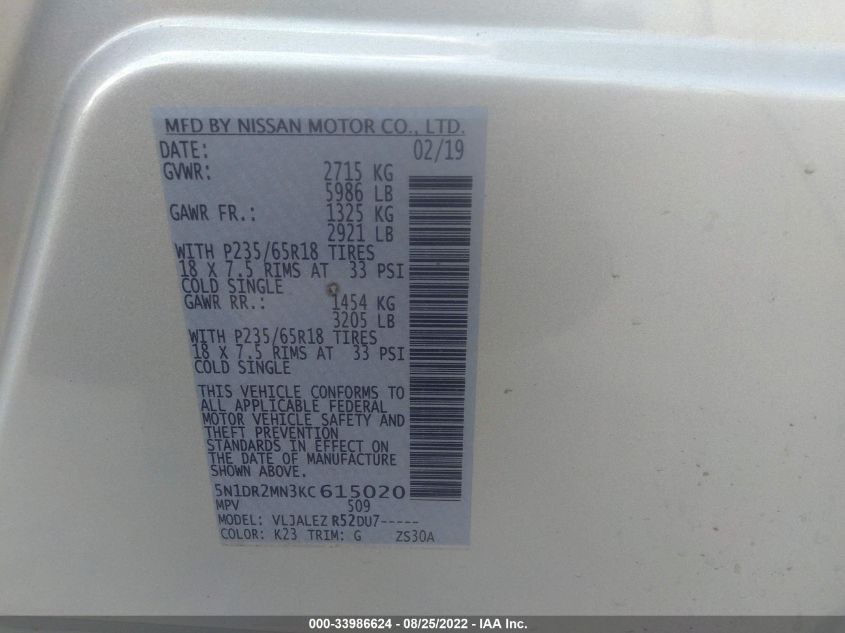 MFD BY NISSAN MOTOR CO., LTD.
DATE: 02/19
GVWR: 2715 KG
5986 LB
GAWR FR.: 1325 KG
2921 LB
WITH P235/65R18 TIRES
18 X 7.5 RIMS AT 33 PSI
COLD SINGLE
GAWR RR.: 1454 KG
3205 LB
WITH P235/65R18 TIRES
18 X 7.5 RIMS AT 33 PSI
COLD SINGLE
THIS VEHICLE CONFORMS TO
ALL APPLICABLE FEDERAL
MOTOR VEHICLE SAFETY AND
THEFT PREVENTION
STANDARDS IN EFFECT ON
THE DATE OF MANUFACTURE
SHOWN ABOVE.
5N1DR2MN3KC615020
MPV 509
MODEL: VLJALEZ R52DU7-----
COLOR: K23 TRIM: G ZS30A
000-33986624 - 08/25/2022 - IAA Inc.